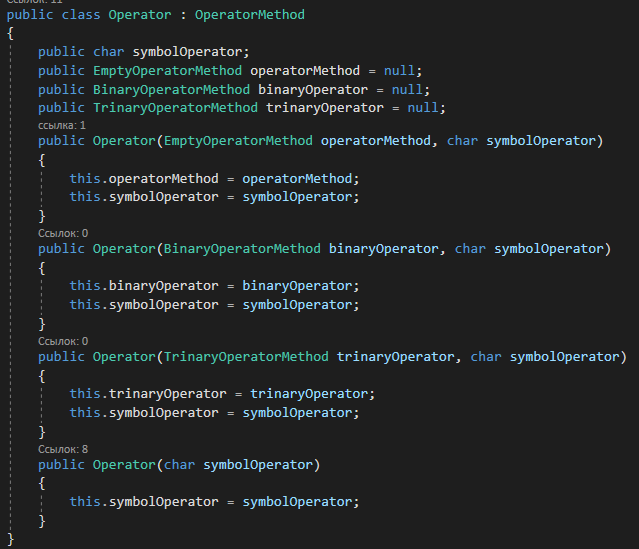 Ссылок: 11
public class Operator : OperatorMethod
{
    public char symbolOperator;
    public EmptyOperatorMethod operatorMethod = null;
    public BinaryOperatorMethod binaryOperator = null;
    public TrinaryOperatorMethod trinaryOperator = null;
    ссылка: 1
    public Operator(EmptyOperatorMethod operatorMethod, char symbolOperator)
    {
        this.operatorMethod = operatorMethod;
        this.symbolOperator = symbolOperator;
    }
    Ссылок: 0
    public Operator(BinaryOperatorMethod binaryOperator, char symbolOperator)
    {
        this.binaryOperator = binaryOperator;
        this.symbolOperator = symbolOperator;
    }
    Ссылок: 0
    public Operator(TrinaryOperatorMethod trinaryOperator, char symbolOperator)
    {
        this.trinaryOperator = trinaryOperator;
        this.symbolOperator = symbolOperator;
    }
    Ссылок: 8
    public Operator(char symbolOperator)
    {
        this.symbolOperator = symbolOperator;
    }
}